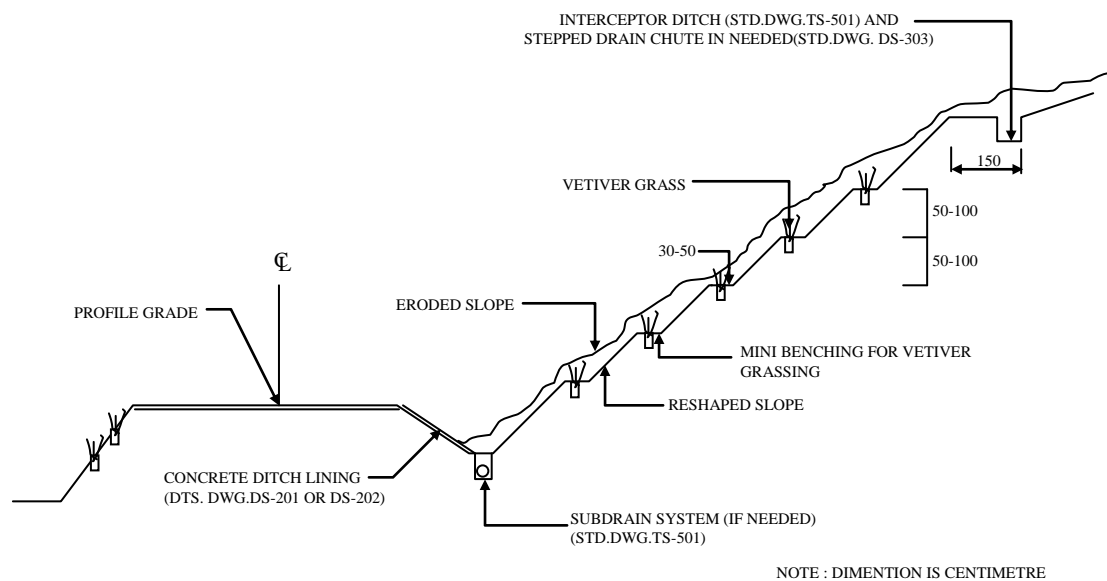 INTERCEPTOR DITCH (STD.DWG.TS-501) AND
STEPPED DRAIN CHUTE IN NEEDED(STD.DWG. DS-303)
150
VETIVER GRASS
50-100
30-50
50-100
℄
PROFILE GRADE
ERODED SLOPE
MINI BENCHING FOR VETIVER
GRASSING
RESHAPED SLOPE
CONCRETE DITCH LINING
(DTS. DWG.DS-201 OR DS-202)
SUBDRAIN SYSTEM (IF NEEDED)
(STD.DWG.TS-501)
NOTE : DIMENTION IS CENTIMETRE